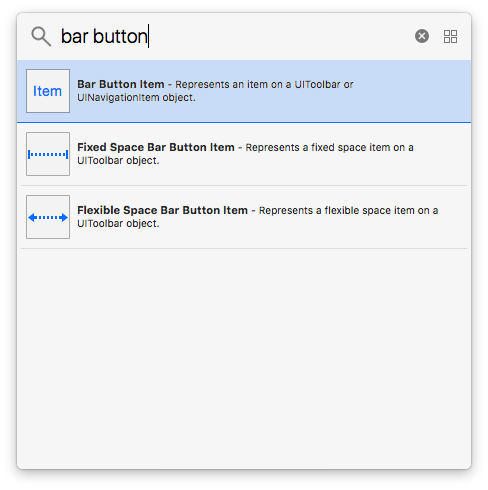 bar button
Item
Bar Button Item - Represents an item on a UIToolbar or
UINavigationItem object.
Fixed Space Bar Button Item - Represents a fixed space item on a
UIToolbar object.
Flexible Space Bar Button Item - Represents a flexible space item on a
UIToolbar object.